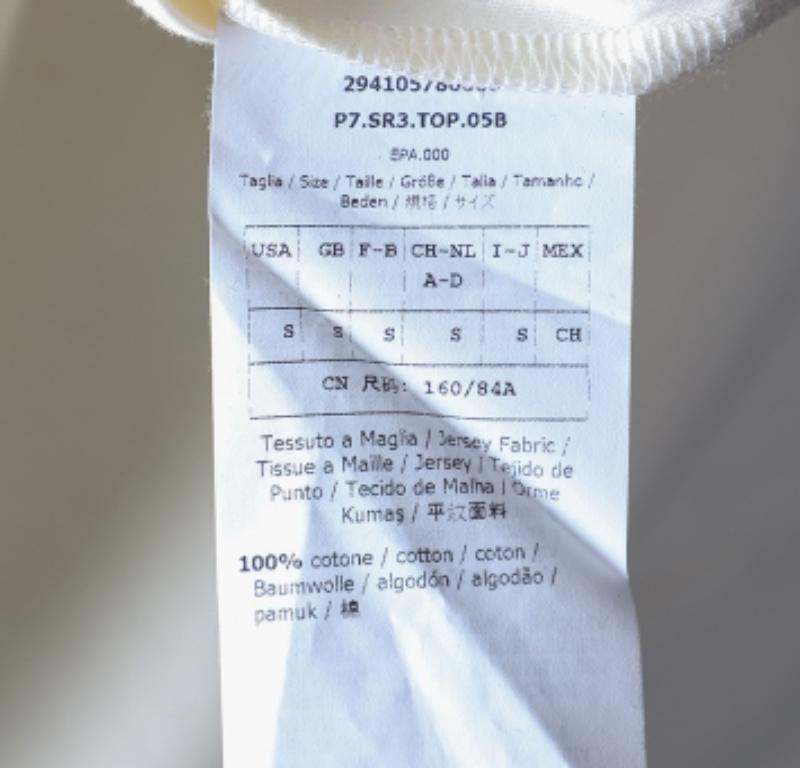 P7.SR3.TOP.05B
SPA.000
Taglia / Size / Taille / Größe / Talla / Tamanho /
Beden / 規格 / サイズ
USA GB F-B CH-NL I-J MEX
A-D
S S S S S CH
CN 尺码: 160/84A
Tessuto a Maglia / Jersey Fabric /
Tissue a Maille / Jersey / Tejido de
Punto / Tecido de Malha / Örme
Kumaş / 平纹面料
100% cotone / cotton / coton /
Baumwolle / algodón / algodão /
pamuk / 棉